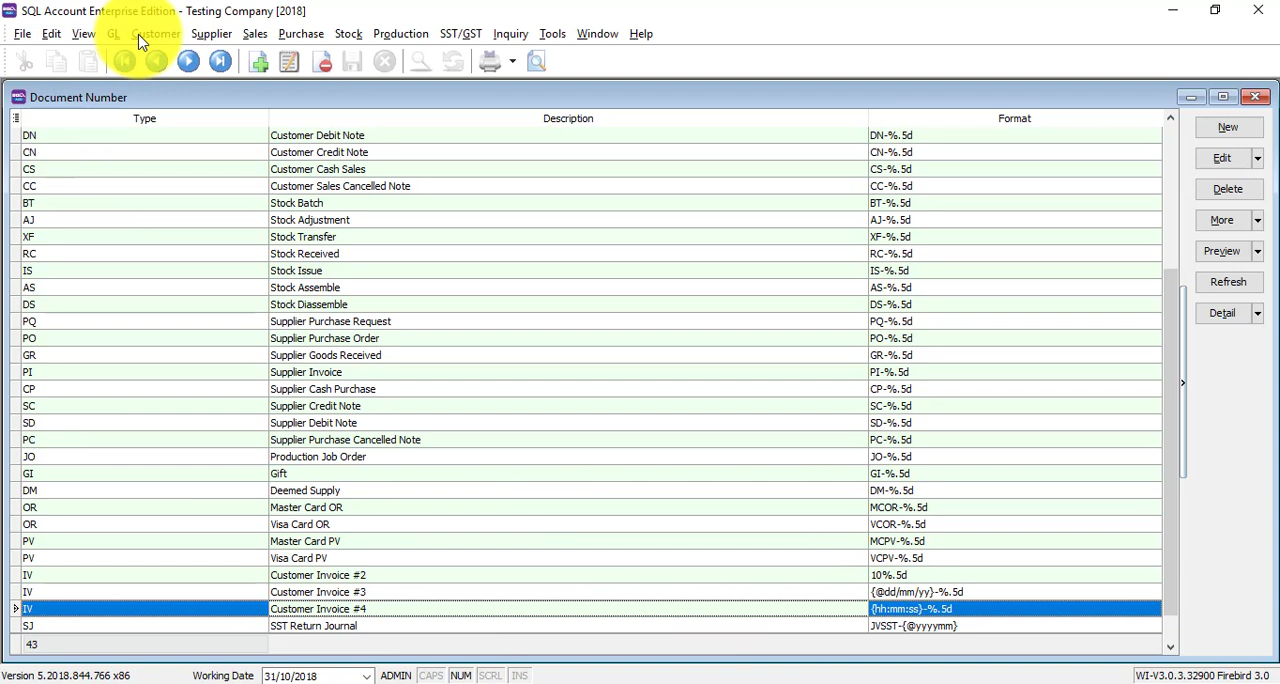 SQL Account Enterprise Edition - Testing Company [2018]
File Edit View GL Customer Supplier Sales Purchase Stock Production SST/GST Inquiry Tools Window Help
Document Number
Type Description Format
DN Customer Debit Note DN-%.5d
CN Customer Credit Note CN-%.5d
CS Customer Cash Sales CS-%.5d
CC Customer Sales Cancelled Note CC-%.5d
BT Stock Batch BT-%.5d
AJ Stock Adjustment AJ-%.5d
XF Stock Transfer XF-%.5d
RC Stock Received RC-%.5d
IS Stock Issue IS-%.5d
AS Stock Assemble AS-%.5d
DS Stock Diassemble DS-%.5d
PQ Supplier Purchase Request PQ-%.5d
PO Supplier Purchase Order PO-%.5d
GR Supplier Goods Received GR-%.5d
PI Supplier Invoice PI-%.5d
CP Supplier Cash Purchase CP-%.5d
SC Supplier Credit Note SC-%.5d
SD Supplier Debit Note SD-%.5d
PC Supplier Purchase Cancelled Note PC-%.5d
JO Production Job Order JO-%.5d
GI Gift GI-%.5d
DM Deemed Supply DM-%.5d
OR Master Card OR MCOR-%.5d
OR Visa Card OR VCOR-%.5d
PV Master Card PV MCPV-%.5d
PV Visa Card PV VCPV-%.5d
IV Customer Invoice #2 10%.5d
IV Customer Invoice #3 {@dd/mm/yy}-%.5d
IV Customer Invoice #4 {hh:mm:ss}-%.5d
SJ SST Return Journal JVSST-{@yyyymm}
43
New
Edit
Delete
More
Preview
Refresh
Detail
Version 5.2018.844.766 x86 Working Date 31/10/2018 ADMIN CAPS NUM SCRL INS WI-V3.0.3.32900 Firebird 3.0